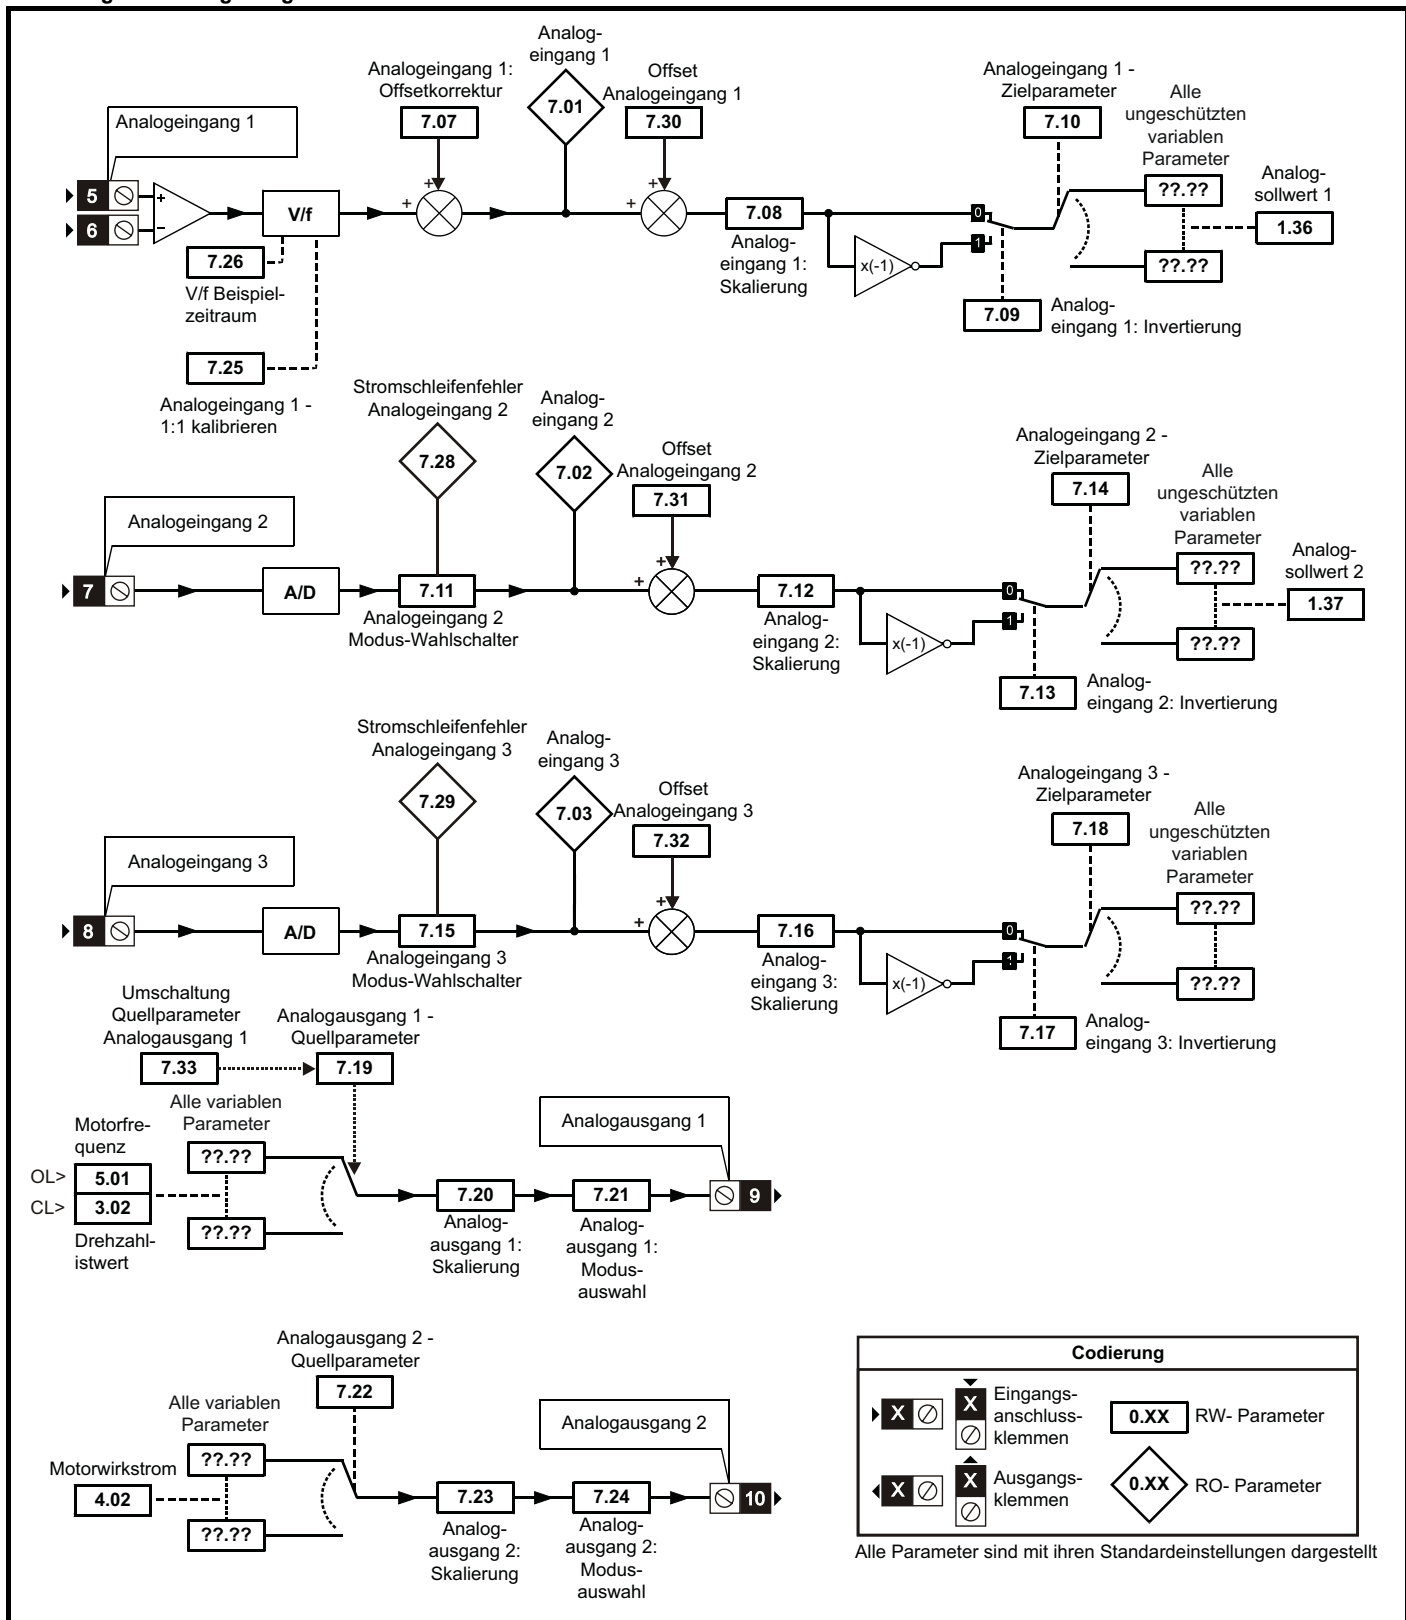 Analog-
eingang 1
Analogeingang 1:
Offsetkorrektur
7.07
7.01
Offset
Analogeingang 1
7.30
Analogeingang 1 -
Zielparameter
7.10
Alle
ungeschützten
variablen
Parameter
Analogeingang 1
5
6
+
−
V/f
+
+
+
+
7.08
Analog-
eingang 1:
Skalierung
x(-1)
0
1
??.??
??.??
Analog-
sollwert 1
1.36
7.26
V/f Beispiel-
zeitraum
7.09
Analog-
eingang 1: Invertierung
7.25
Analogeingang 1 -
1:1 kalibrieren
Stromschleifenfehler
Analogeingang 2
7.28
Analog-
eingang 2
7.02
Offset
Analogeingang 2
7.31
Analogeingang 2 -
Zielparameter
7.14
Alle
ungeschützten
variablen
Parameter
Analogeingang 2
7
A/D
7.11
Analogeingang 2
Modus-Wahlschalter
+
+
7.12
Analog-
eingang 2:
Skalierung
x(-1)
0
1
??.??
??.??
Analog-
sollwert 2
1.37
7.13
Analog-
eingang 2: Invertierung
Stromschleifenfehler
Analogeingang 3
7.29
Analog-
eingang 3
7.03
Offset
Analogeingang 3
7.32
Analogeingang 3 -
Zielparameter
7.18
Alle
ungeschützten
variablen
Parameter
Analogeingang 3
8
A/D
7.15
Analogeingang 3
Modus-Wahlschalter
+
+
7.16
Analog-
eingang 3:
Skalierung
x(-1)
0
1
??.??
??.??
7.17
Analog-
eingang 3: Invertierung
Umschaltung
Quellparameter
Analogausgang 1
7.33
Analogausgang 1 -
Quellparameter
7.19
Alle variablen
Parameter
??.??
??.??
Motorfre-
quenz
OL>
5.01
CL>
3.02
Drehzahl-
istwert
7.20
Analog-
ausgang 1:
Skalierung
7.21
Analog-
ausgang 1:
Modus-
auswahl
Analogausgang 1
9
Analogausgang 2 -
Quellparameter
7.22
Alle variablen
Parameter
??.??
??.??
Motorwirkstrom
4.02
7.23
Analog-
ausgang 2:
Skalierung
7.24
Analog-
ausgang 2:
Modus-
auswahl
Analogausgang 2
10
Codierung
X
X
Eingangs-
anschluss-
klemmen
0.XX
RW- Parameter
X
X
Ausgangs-
klemmen
0.XX
RO- Parameter
Alle Parameter sind mit ihren Standardeinstellungen dargestellt